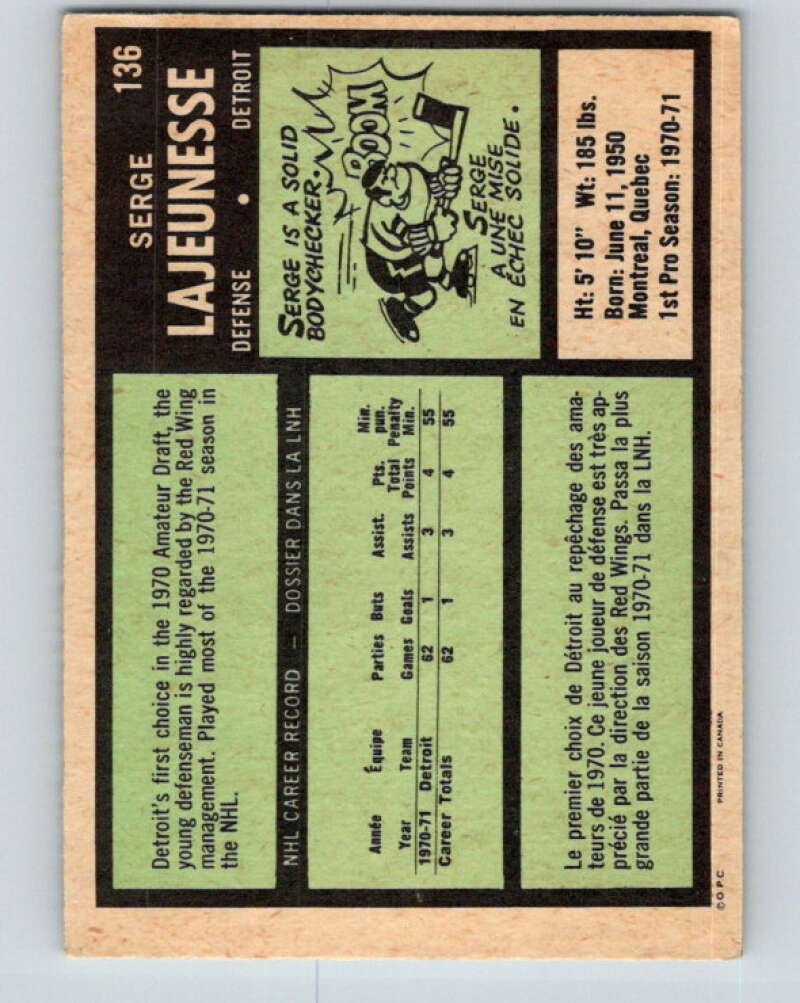 136
SERGE
LAJEUNESSE
DEFENSE • DETROIT
SERGE IS A SOLID
BODYCHECKER.
BOOM
SERGE
A UNE MISE
EN ÉCHEC SOLIDE.
Ht: 5' 10" Wt: 185 lbs.
Born: June 11, 1950
Montreal, Quebec
1st Pro Season: 1970-71
Detroit's first choice in the 1970 Amateur Draft, the
young defenseman is highly regarded by the Red Wing
management. Played most of the 1970-71 season in
the NHL.
NHL CAREER RECORD — DOSSIER DANS LA LNH
Année Équipe Parties Buts Assist. Pts. Min. pun.
Year Team Games Goals Assists Total Points Penalty Min.
1970-71 Detroit 62 1 3 4 55
Career Totals 62 1 3 4 55
Le premier choix de Détroit au repêchage des ama-
teurs de 1970. Ce jeune joueur de défense est très ap-
précié par la direction des Red Wings. Passa la plus
grande partie de la saison 1970-71 dans la LNH.
© O.P.C. PRINTED IN CANADA